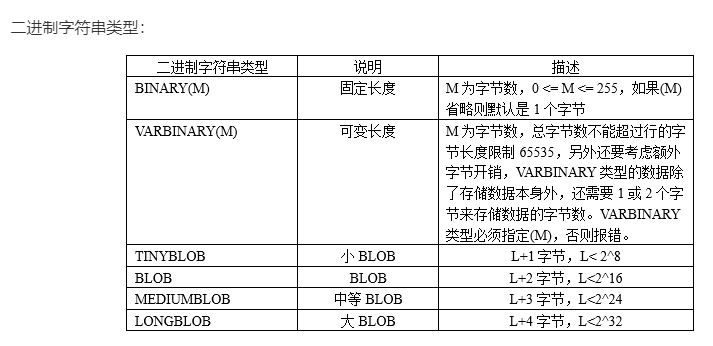 二进制字符串类型：
二进制字符串类型 说明 描述
BINARY(M) 固定长度 M 为字节数，0 <= M <= 255，如果(M)
省略则默认是 1 个字节
VARBINARY(M) 可变长度 M 为字节数，总字节数不能超过行的字
节长度限制 65535，另外还要考虑额外
字节开销，VARBINARY 类型的数据除
了存储数据本身外，还需要 1 或 2 个字
节来存储数据的字节数。VARBINARY
类型必须指定(M)，否则报错。
TINYBLOB 小 BLOB L+1 字节，L< 2^8
BLOB BLOB L+2 字节，L<2^16
MEDIUMBLOB 中等 BLOB L+3 字节，L<2^24
LONGBLOB 大 BLOB L+4 字节，L<2^32